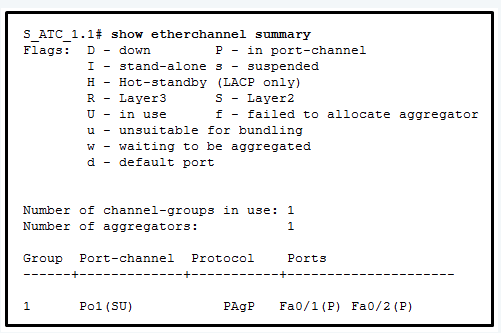 S_ATC_1.1# show etherchannel summary
Flags:  D - down        P - in port-channel
        I - stand-alone s - suspended
        H - Hot-standby (LACP only)
        R - Layer3      S - Layer2
        U - in use      f - failed to allocate aggregator
        u - unsuitable for bundling
        w - waiting to be aggregated
        d - default port
Number of channel-groups in use: 1
Number of aggregators:           1
Group  Port-channel  Protocol    Ports
------+-------------+-----------+---------------------
1      Po1(SU)           PAgP   Fa0/1(P) Fa0/2(P)